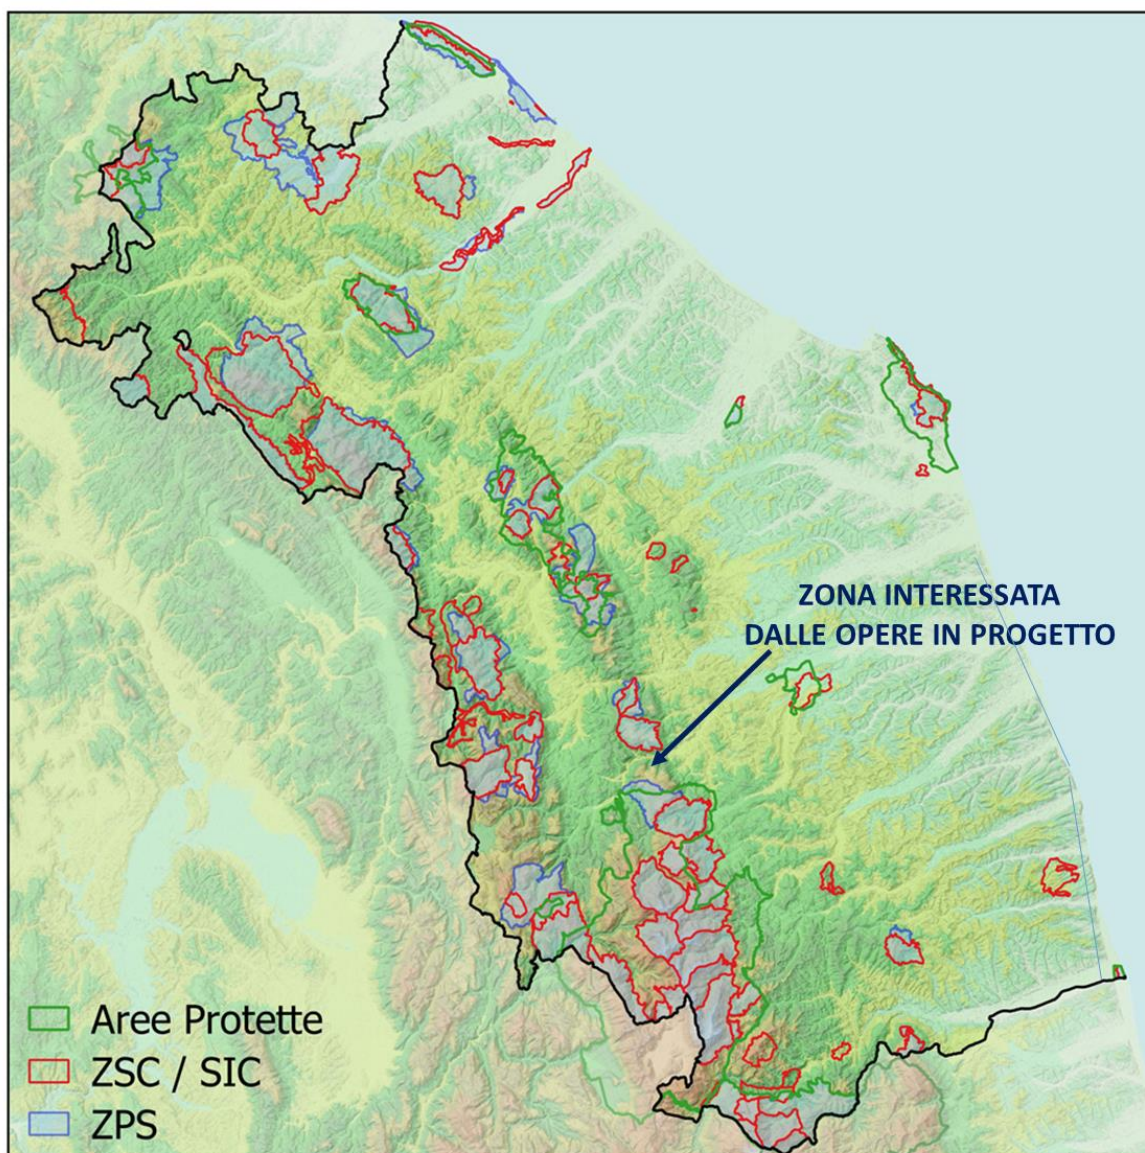 ZONA INTERESSATA
DALLE OPERE IN PROGETTO
Aree Protette
ZSC / SIC
ZPS